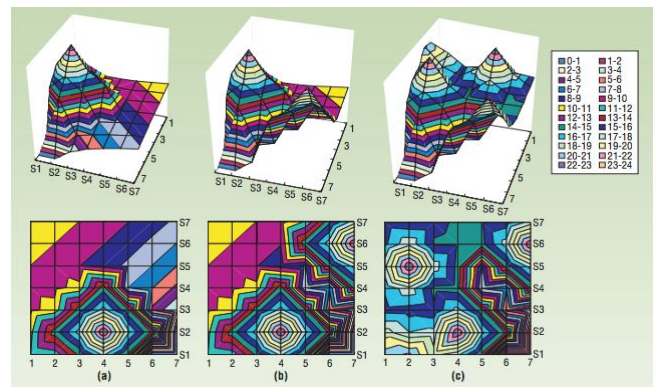 S1 S2 S3 S4 S5 S6 S7
1 3 5 7
S1 S2 S3 S4 S5 S6 S7
1 3 5 7
S1 S2 S3 S4 S5 S6 S7
1 3 5 7
0-1 1-2
2-3 3-4
4-5 5-6
6-7 7-8
8-9 9-10
10-11 11-12
12-13 13-14
14-15 15-16
16-17 17-18
18-19 19-20
20-21 21-22
22-23 23-24
S7
S6
S5
S4
S3
S2
S1
1 2 3 4 5 6 7
(a)
S7
S6
S5
S4
S3
S2
S1
1 2 3 4 5 6 7
(b)
S7
S6
S5
S4
S3
S2
S1
1 2 3 4 5 6 7
(c)